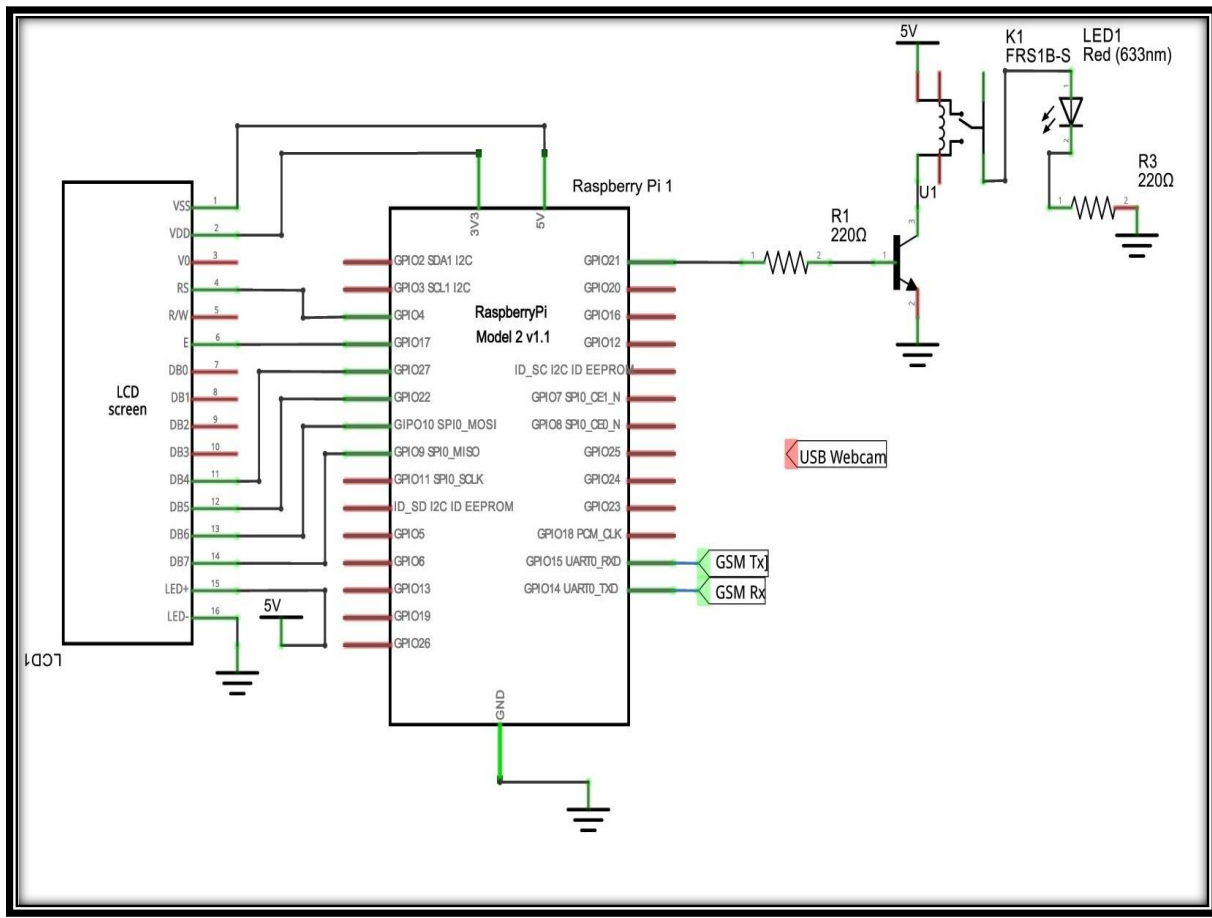 5V
K1
FRS1B-S
LED1
Red (633nm)
1
2
R3
220Ω
1
2
Raspberry Pi 1
U1
R1
220Ω
1
2
1
3
2
3V3
5V
VSS 1
VDD 2
V0 3
RS 4
R/W 5
E 6
DB0 7
DB1 8
DB2 9
DB3 10
DB4 11
DB5 12
DB6 13
DB7 14
LED+ 15
LED- 16
LCD
screen
LCD1
5V
GPIO2 SDA1 I2C
GPIO3 SCL1 I2C
GPIO4
GPIO17
GPIO27
GPIO22
GIPO10 SPI0_MOSI
GPIO9 SPI0_MISO
GPIO11 SPI0_SCLK
ID_SD I2C ID EEPROM
GPIO5
GPIO6
GPIO13
GPIO19
GPIO26
RaspberryPi
Model 2 v1.1
GPIO21
GPIO20
GPIO16
GPIO12
ID_SC I2C ID EEPROM
GPIO7 SPI0_CE1_N
GPIO8 SPI0_CE0_N
GPIO25
GPIO24
GPIO23
GPIO18 PCM_CLK
GPIO15 UART0_RXD
GPIO14 UART0_TXD
GND
USB Webcam
GSM Tx]
GSM Rx